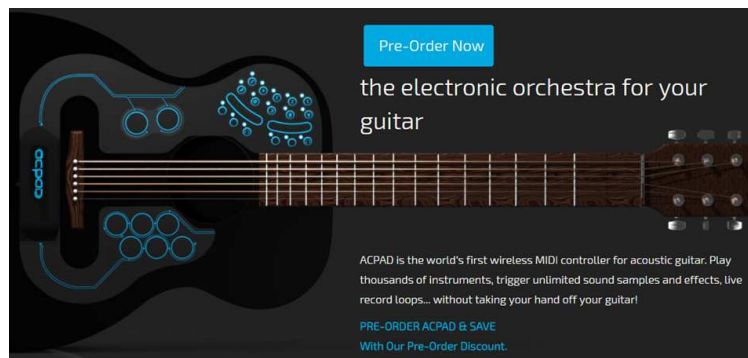 Pre-Order Now
the electronic orchestra for your
guitar
acpad
ACPAD is the world's first wireless MIDI controller for acoustic guitar. Play
thousands of instruments, trigger unlimited sound samples and effects, live
record loops... without taking your hand off your guitar!
PRE-ORDER ACPAD & SAVE
With Our Pre-Order Discount.